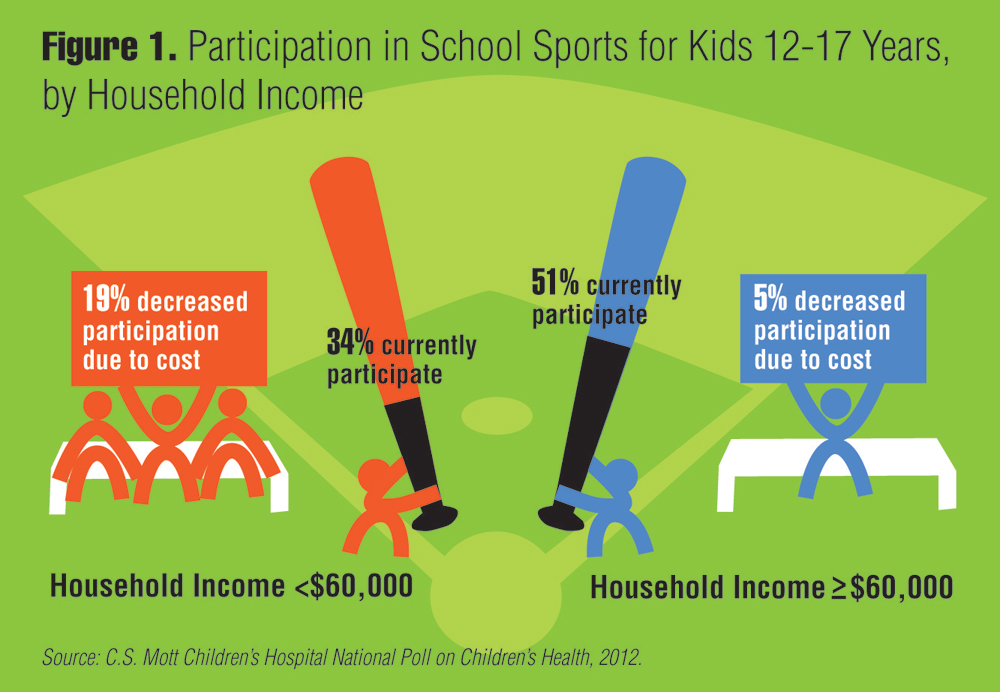 Figure 1. Participation in School Sports for Kids 12-17 Years,
by Household Income
19% decreased
participation
due to cost
34% currently
participate
51% currently
participate
5% decreased
participation
due to cost
Household Income <$60,000
Household Income ≥$60,000
Source: C.S. Mott Children's Hospital National Poll on Children's Health, 2012.